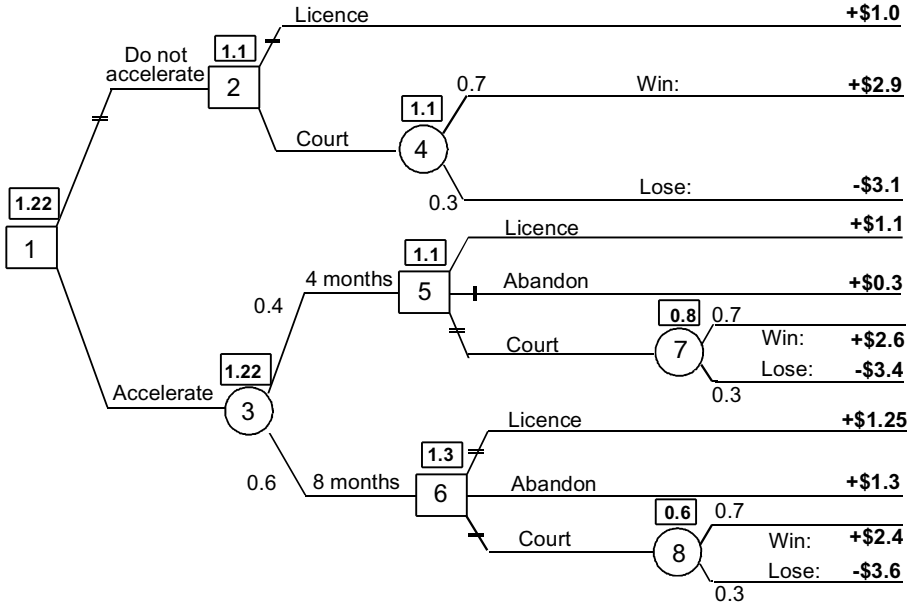 Licence +$1.0
Do not
accelerate
1.1
2
0.7 Win: +$2.9
1.1
Court 4
0.3 Lose: -$3.1
1.22
1
Licence +$1.1
1.1
4 months 5 Abandon +$0.3
0.4
0.8 0.7
Court 7 Win: +$2.6
Lose: -$3.4
0.3
1.22
Accelerate 3
Licence +$1.25
1.3
0.6 8 months 6 Abandon +$1.3
0.6 0.7
Court 8 Win: +$2.4
Lose: -$3.6
0.3